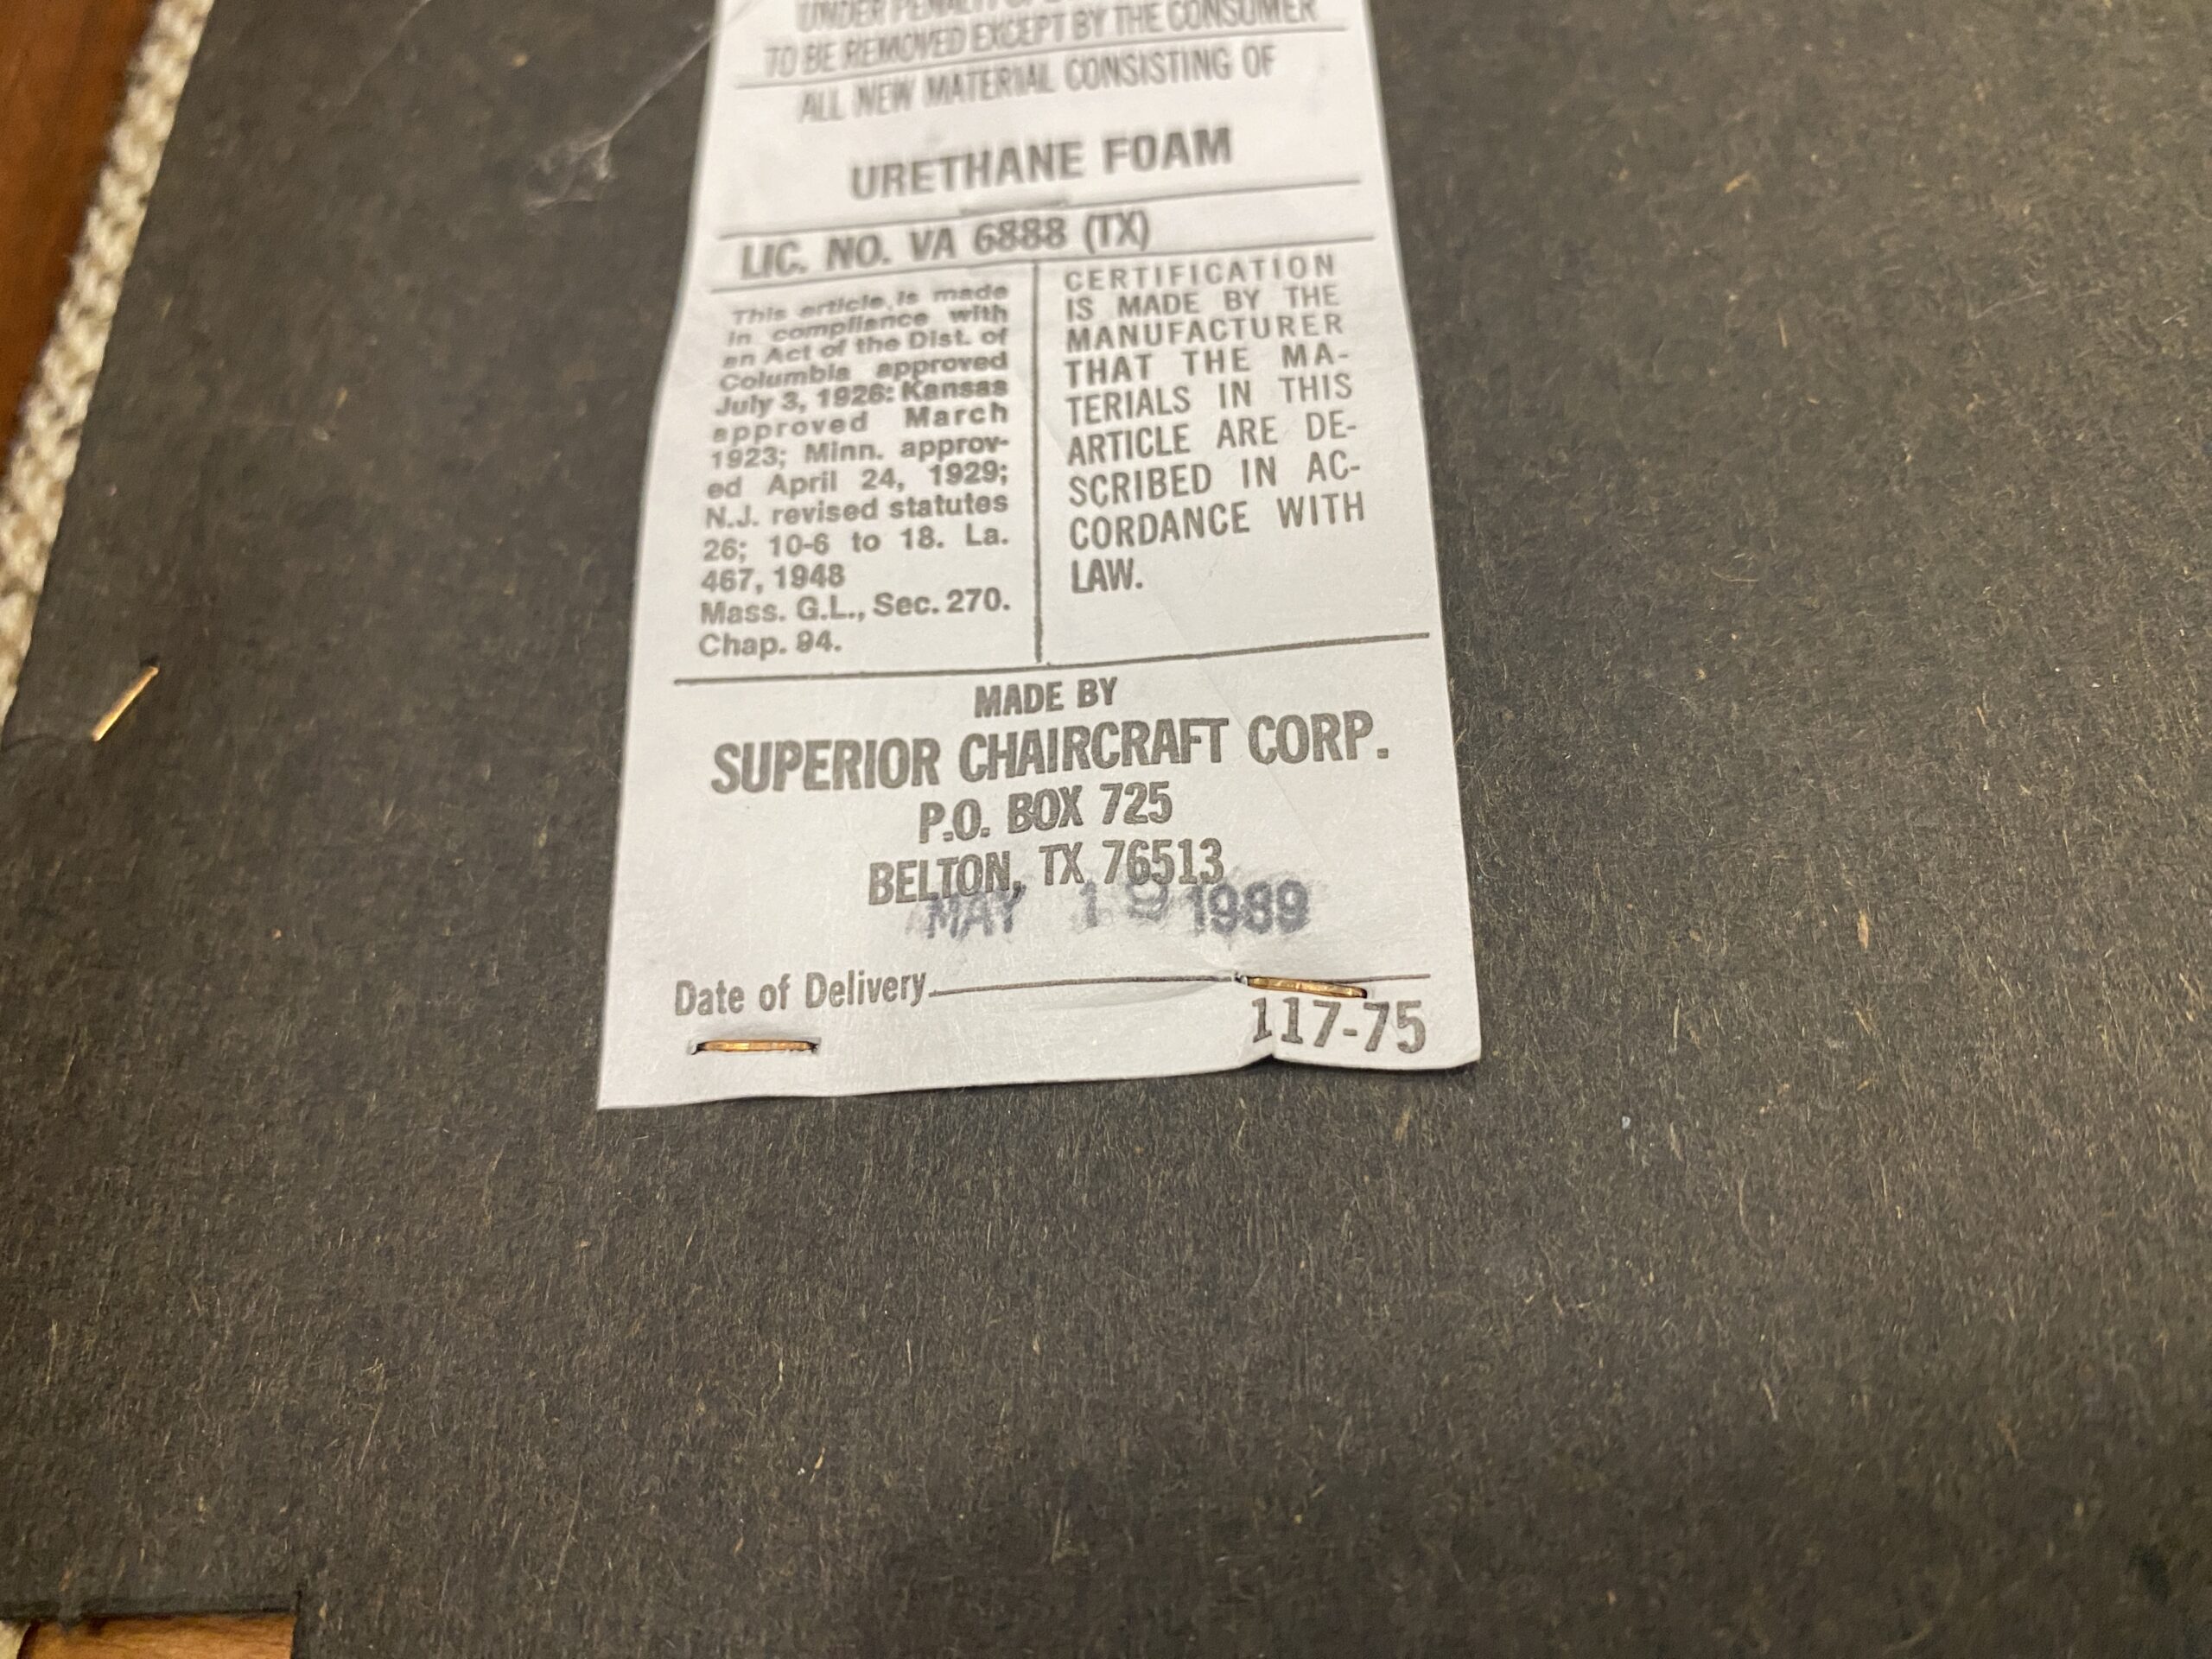 UNDER PENALTY OF
TO BE REMOVED EXCEPT BY THE CONSUMER
ALL NEW MATERIAL CONSISTING OF
URETHANE FOAM
LIC. NO. VA 6888 (TX)
This article is made
in compliance with
an Act of the Dist. of
Columbia approved
July 3, 1926: Kansas
approved March
1923; Minn. approv-
ed April 24, 1929;
N.J. revised statutes
26; 10-6 to 18. La.
467, 1948
Mass. G.L., Sec. 270.
Chap. 94.
CERTIFICATION
IS MADE BY THE
MANUFACTURER
THAT THE MA-
TERIALS IN THIS
ARTICLE ARE DE-
SCRIBED IN AC-
CORDANCE WITH
LAW.
MADE BY
SUPERIOR CHAIRCRAFT CORP.
P.O. BOX 725
BELTON, TX 76513
MAY 19 1989
Date of Delivery
117-75